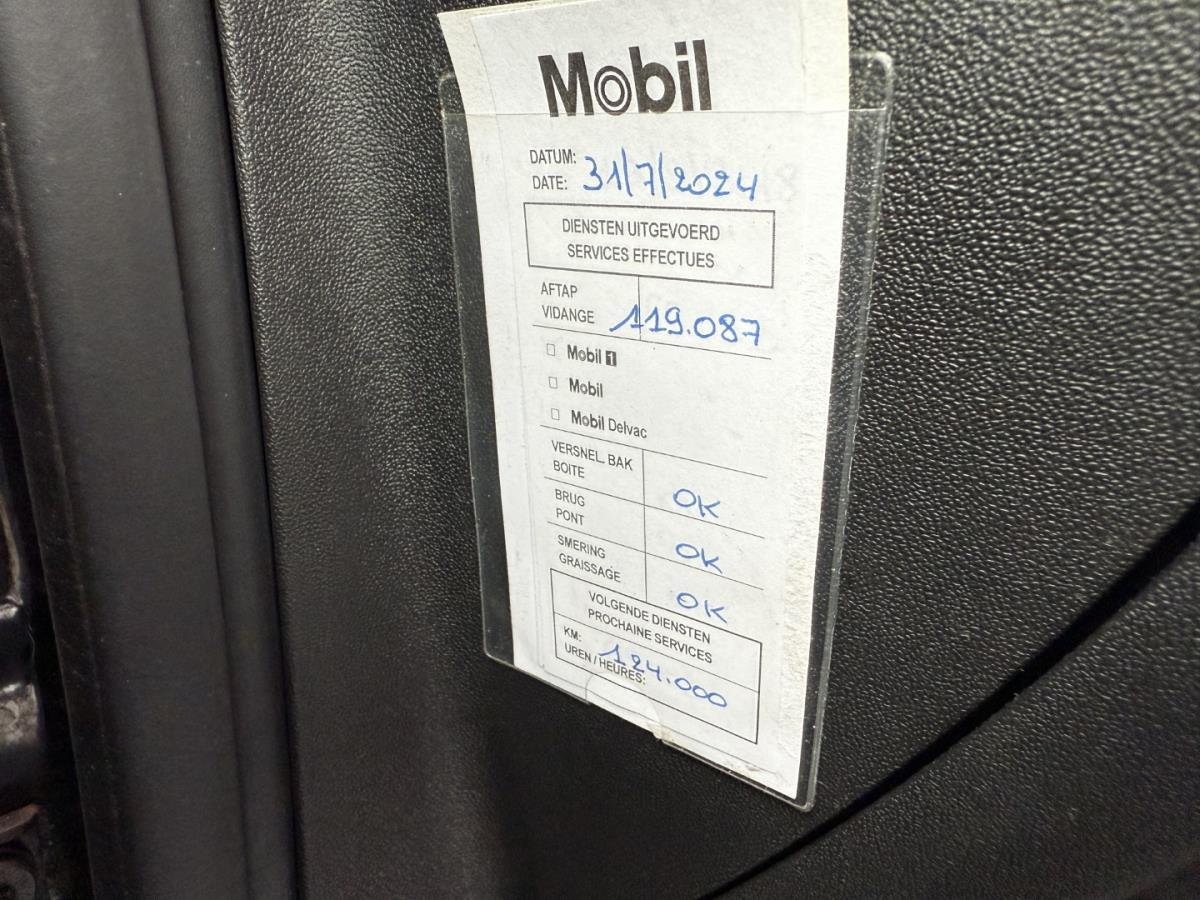 Mobil
DATUM:
DATE: 31/7/2024
DIENSTEN UITGEVOERD
SERVICES EFFECTUES
AFTAP
VIDANGE 119.087
Mobil 1
Mobil
Mobil Delvac
VERSNEL. BAK
BOITE OK
BRUG
PONT OK
SMERING
GRAISSAGE OK
VOLGENDE DIENSTEN
PROCHAINE SERVICES
KM: 124.000
UREN / HEURES: